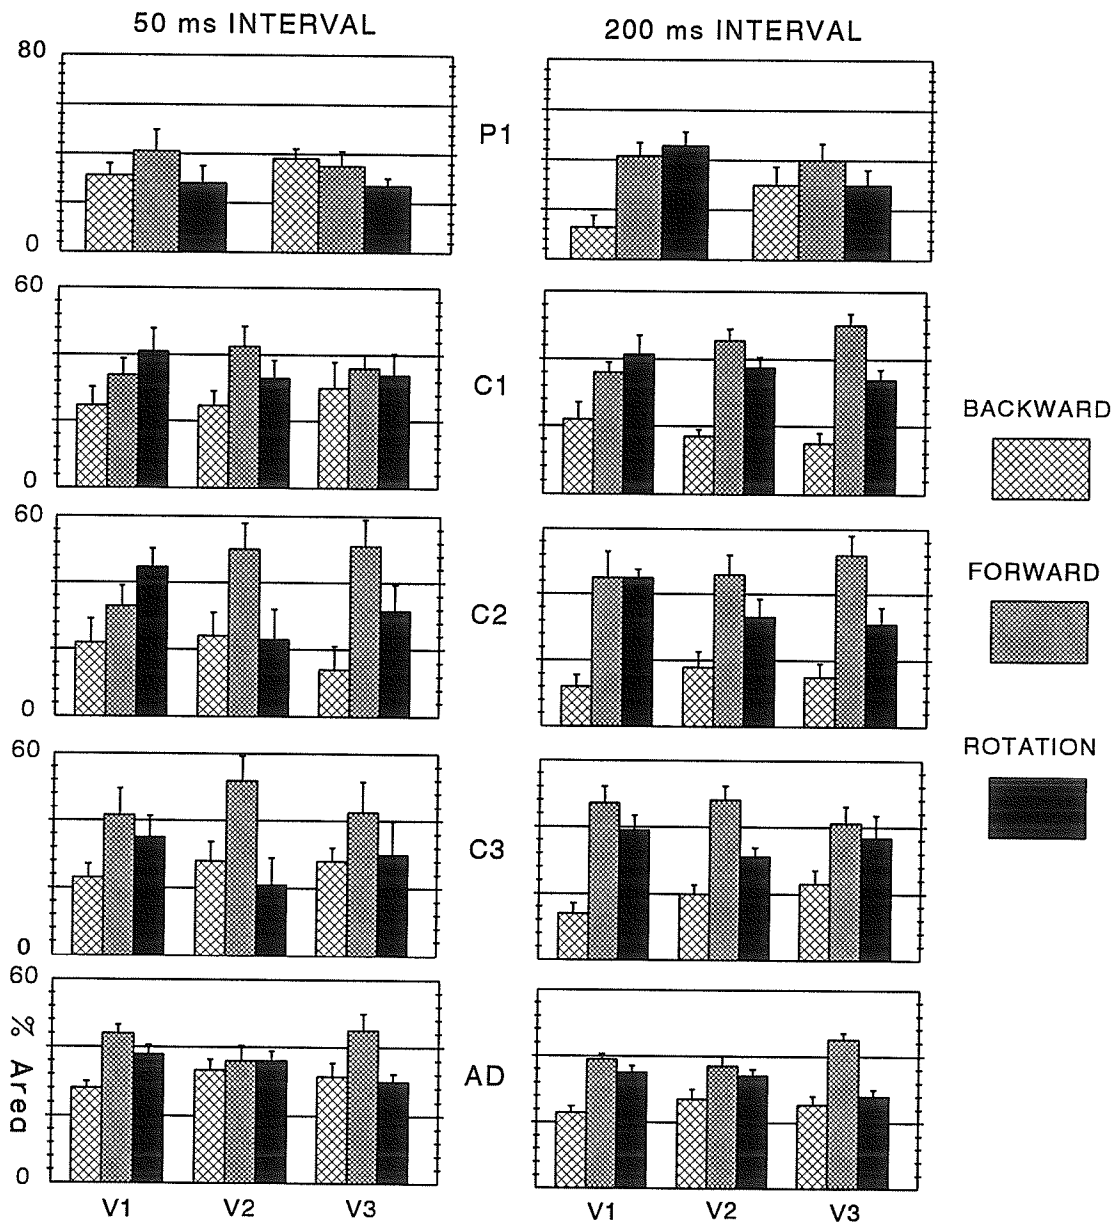 50 ms INTERVAL
200 ms INTERVAL
80
0
P1
60
0
C1
BACKWARD
60
0
C2
FORWARD
60
0
C3
ROTATION
60
% Area
0
AD
V1 V2 V3
V1 V2 V3